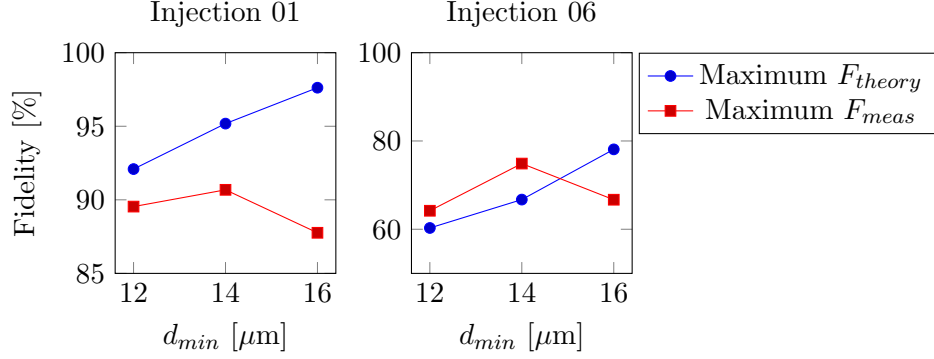 Injection 01
Injection 06
Fidelity [%]
100
95
90
85
12 14 16
d_min [μm]
100
80
60
12 14 16
d_min [μm]
Maximum F_theory
Maximum F_meas